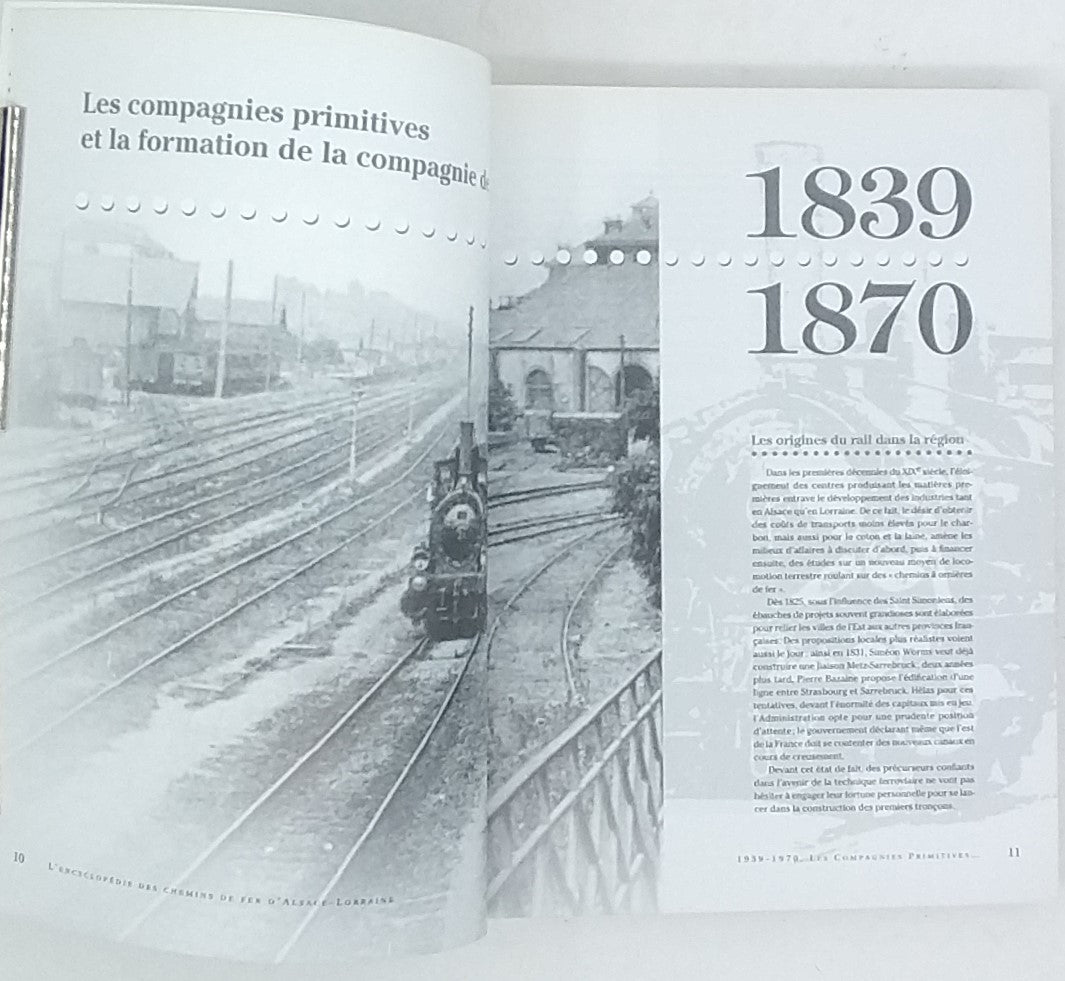 Les compagnies primitives
et la formation de la compagnie de
10
L'ENCYCLOPÉDIE DES CHEMINS DE FER D'ALSACE-LORRAINE
1839
1870
Les origines du rail dans la région
Dans les premières décennies du XIXe siècle, l'éloi-
gnement des centres produisant les matières pre-
mières entrave le développement des industries tant
en Alsace qu'en Lorraine. De ce fait, le désir d'obtenir
des coûts de transports moins élevés pour le char-
bon, mais aussi pour le coton et la laine, amène les
milieux d'affaires à discuter d'abord, puis à financer
ensuite, des études sur un nouveau moyen de loco-
motion terrestre roulant sur des « chemins à ornières
de fer ».
Dès 1825, sous l'influence des Saint Simoniens, des
ébauches de projets souvent grandioses sont élaborées
pour relier les villes de l'Est aux autres provinces fran-
çaises. Des propositions locales plus réalistes voient
aussi le jour: ainsi en 1831, Siméon Worms veut déjà
construire une liaison Metz-Sarrebruck; deux années
plus tard, Pierre Bazaine propose l'édification d'une
ligne entre Strasbourg et Sarrebruck. Hélas pour ces
tentatives, devant l'énormité des capitaux mis en jeu,
l'Administration opte pour une prudente position
d'attente; le gouvernement déclarant même que l'est
de la France doit se contenter des nouveaux canaux en
cours de creusement.
Devant cet état de fait, des précurseurs confiants
dans l'avenir de la technique ferroviaire ne vont pas
hésiter à engager leur fortune personnelle pour se lan-
cer dans la construction des premiers tronçons.
1939-1970, LES COMPAGNIES PRIMITIVES... 11